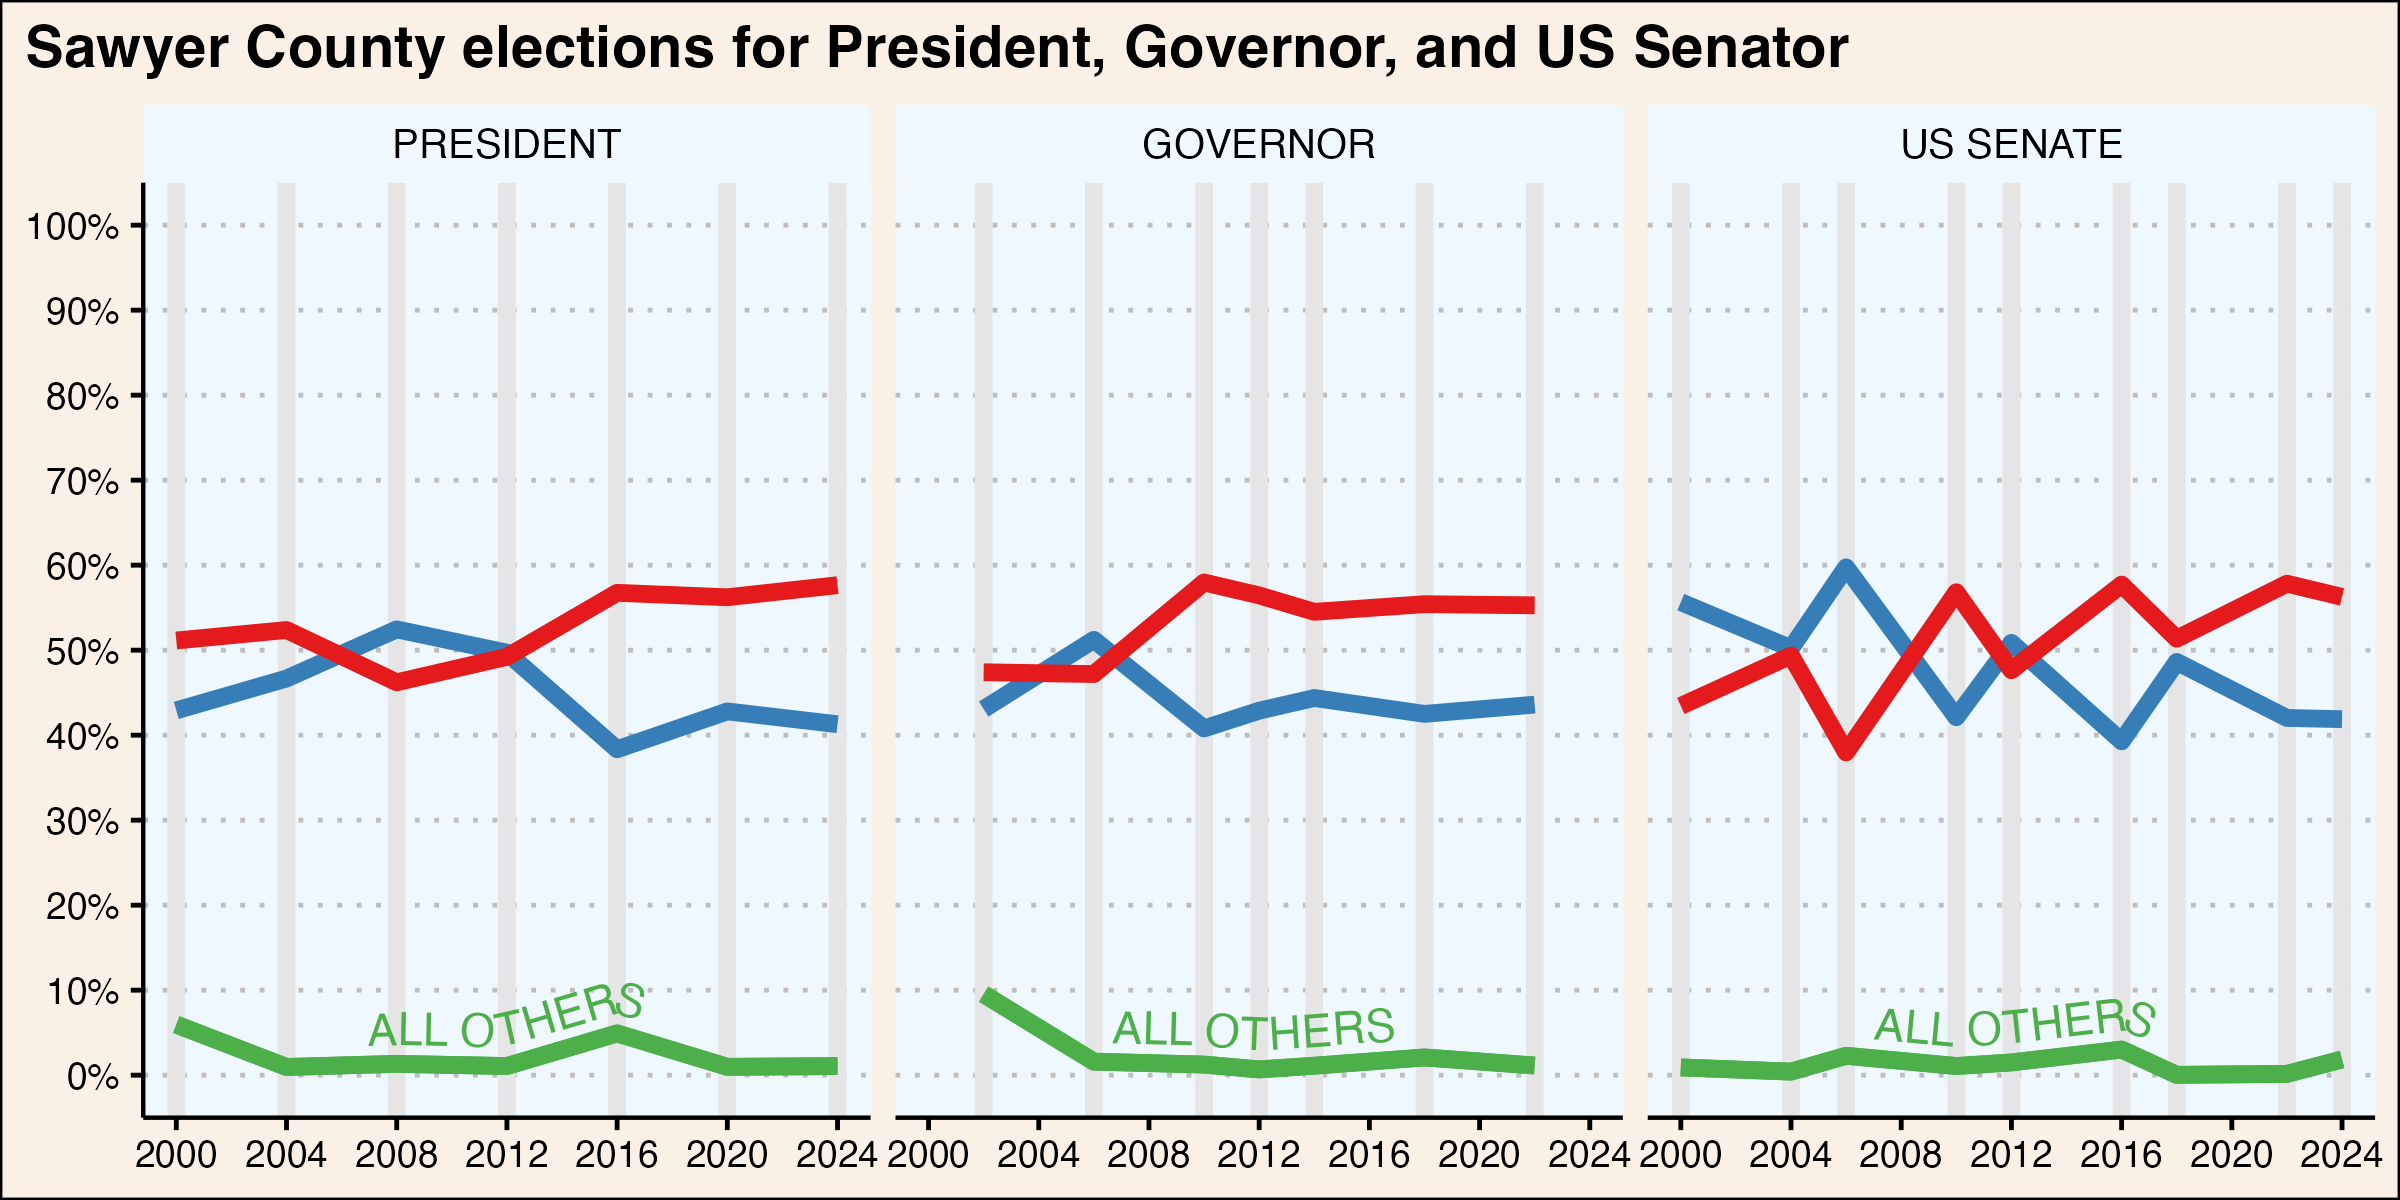 Sawyer County elections for President, Governor, and US Senator
PRESIDENT
GOVERNOR
US SENATE
100%
90%
80%
70%
60%
50%
40%
30%
20%
10%
0%
ALL OTHERS
ALL OTHERS
ALL OTHERS
2000 2004 2008 2012 2016 2020 2024
2000 2004 2008 2012 2016 2020 2024
2000 2004 2008 2012 2016 2020 2024